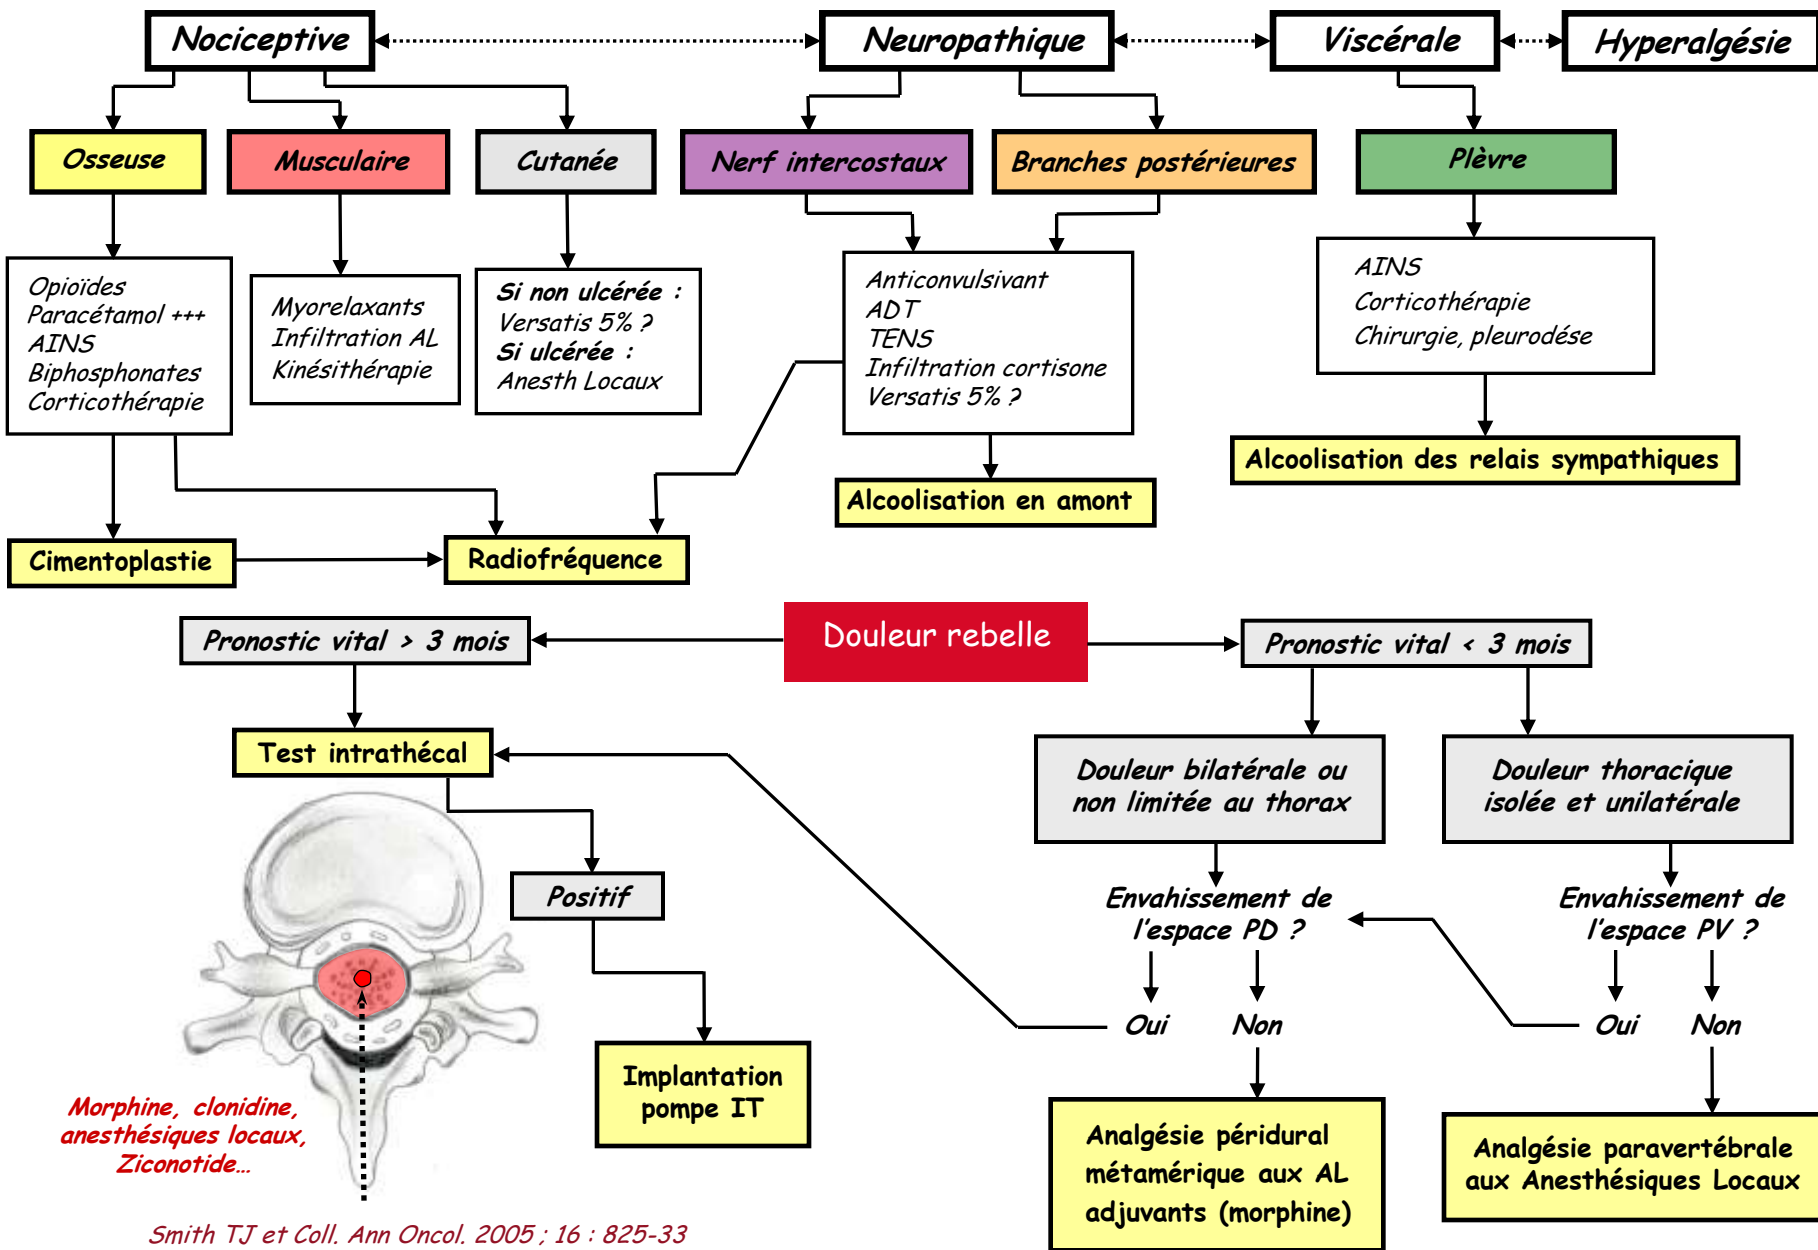 Nociceptive
Neuropathique
Viscérale
Hyperalgésie
Osseuse
Musculaire
Cutanée
Nerf intercostaux
Branches postérieures
Plèvre
Opioïdes
Paracétamol +++
AINS
Biphosphonates
Corticothérapie
Myorelaxants
Infiltration AL
Kinésithérapie
Si non ulcérée :
Versatis 5% ?
Si ulcérée :
Anesth Locaux
Anticonvulsivant
ADT
TENS
Infiltration cortisone
Versatis 5% ?
AINS
Corticothérapie
Chirurgie, pleurodése
Alcoolisation des relais sympathiques
Alcoolisation en amont
Cimentoplastie
Radiofréquence
Douleur rebelle
Pronostic vital > 3 mois
Pronostic vital < 3 mois
Test intrathécal
Douleur bilatérale ou
non limitée au thorax
Douleur thoracique
isolée et unilatérale
Positif
Envahissement de
l'espace PD ?
Envahissement de
l'espace PV ?
Oui
Non
Oui
Non
Implantation
pompe IT
Morphine, clonidine,
anesthésiques locaux,
Ziconotide...
Analgésie péridural
métamérique aux AL
adjuvants (morphine)
Analgésie paravertébrale
aux Anesthésiques Locaux
Smith TJ et Coll. Ann Oncol. 2005 ; 16 : 825-33